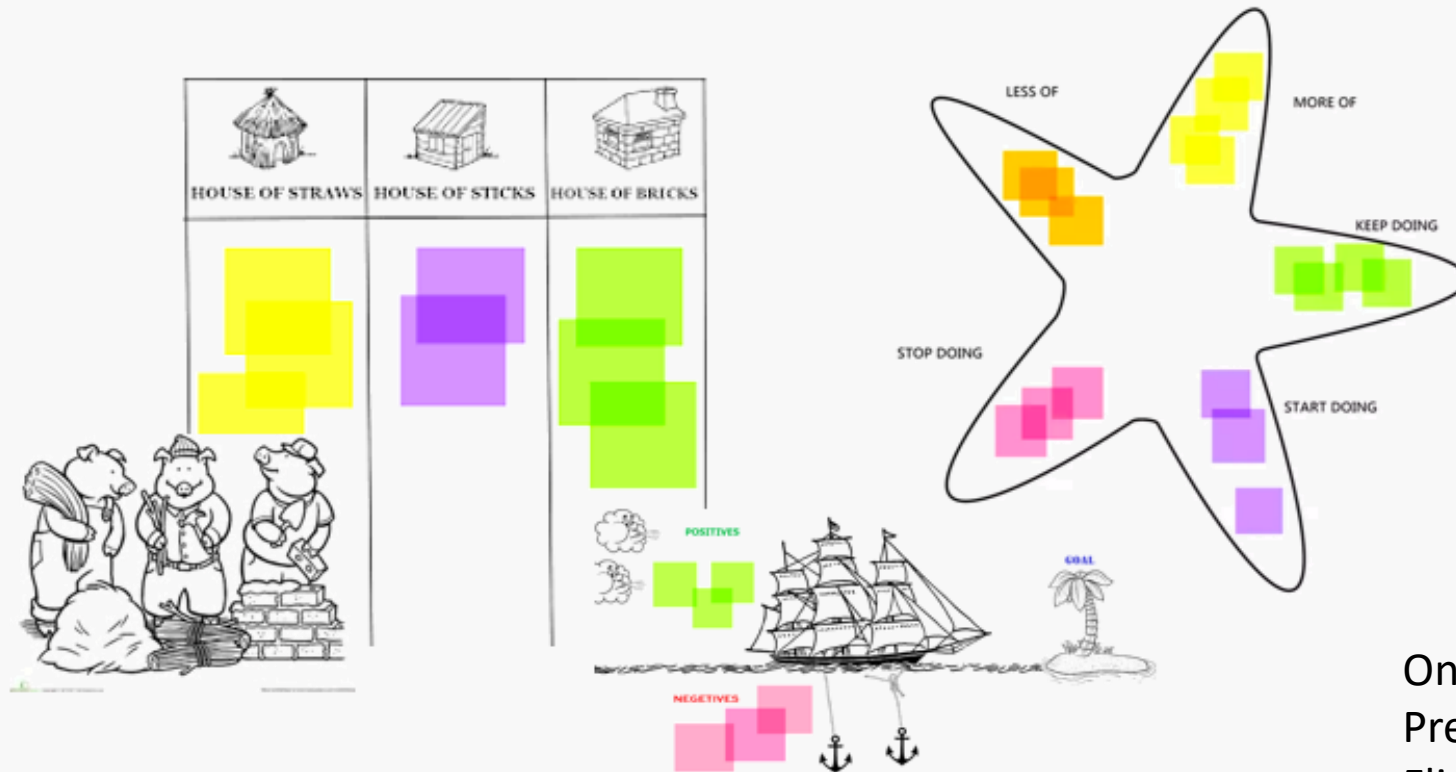 HOUSE OF STRAWS
HOUSE OF STICKS
HOUSE OF BRICKS
LESS OF
MORE OF
KEEP DOING
STOP DOING
START DOING
POSITIVES
GOAL
NEGETIVES
On
Pre